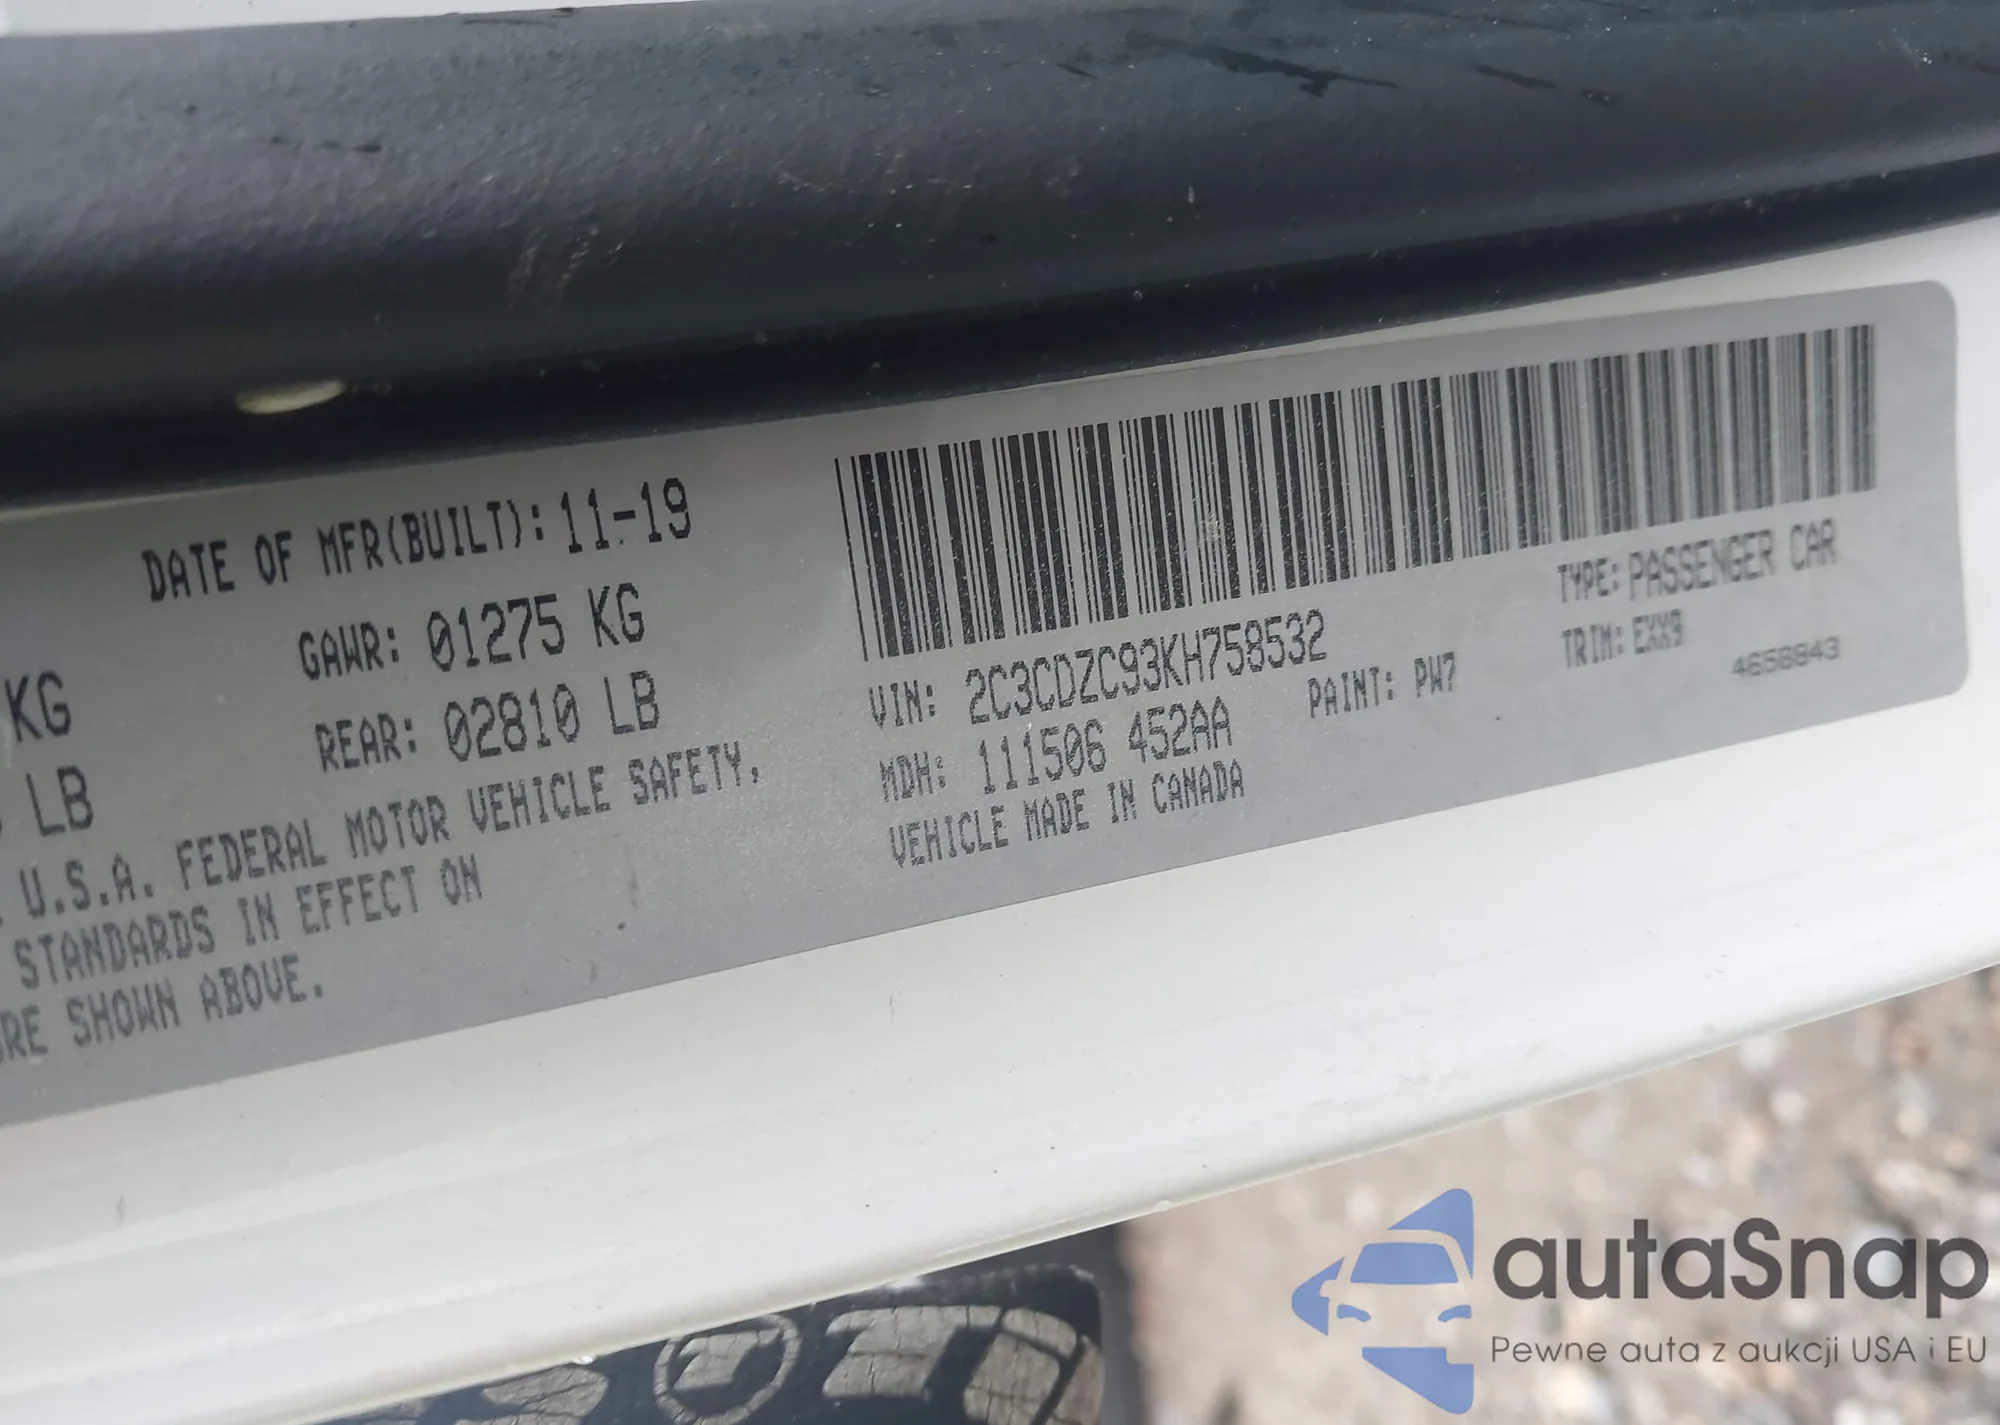 DATE OF MFR(BUILT): 11-19
GAWR: 01275 KG
KG
REAR: 02810 LB
LB
U.S.A. FEDERAL MOTOR VEHICLE SAFETY,
STANDARDS IN EFFECT ON
SHOWN ABOVE.
VIN: 2C3CDZC93KH758532
TYPE: PASSENGER CAR
MDH: 111506 452AA
PAINT: PW7
TRIM: EXX9
4658843
VEHICLE MADE IN CANADA
autaSnap
Pewne auta z aukcji USA i EU